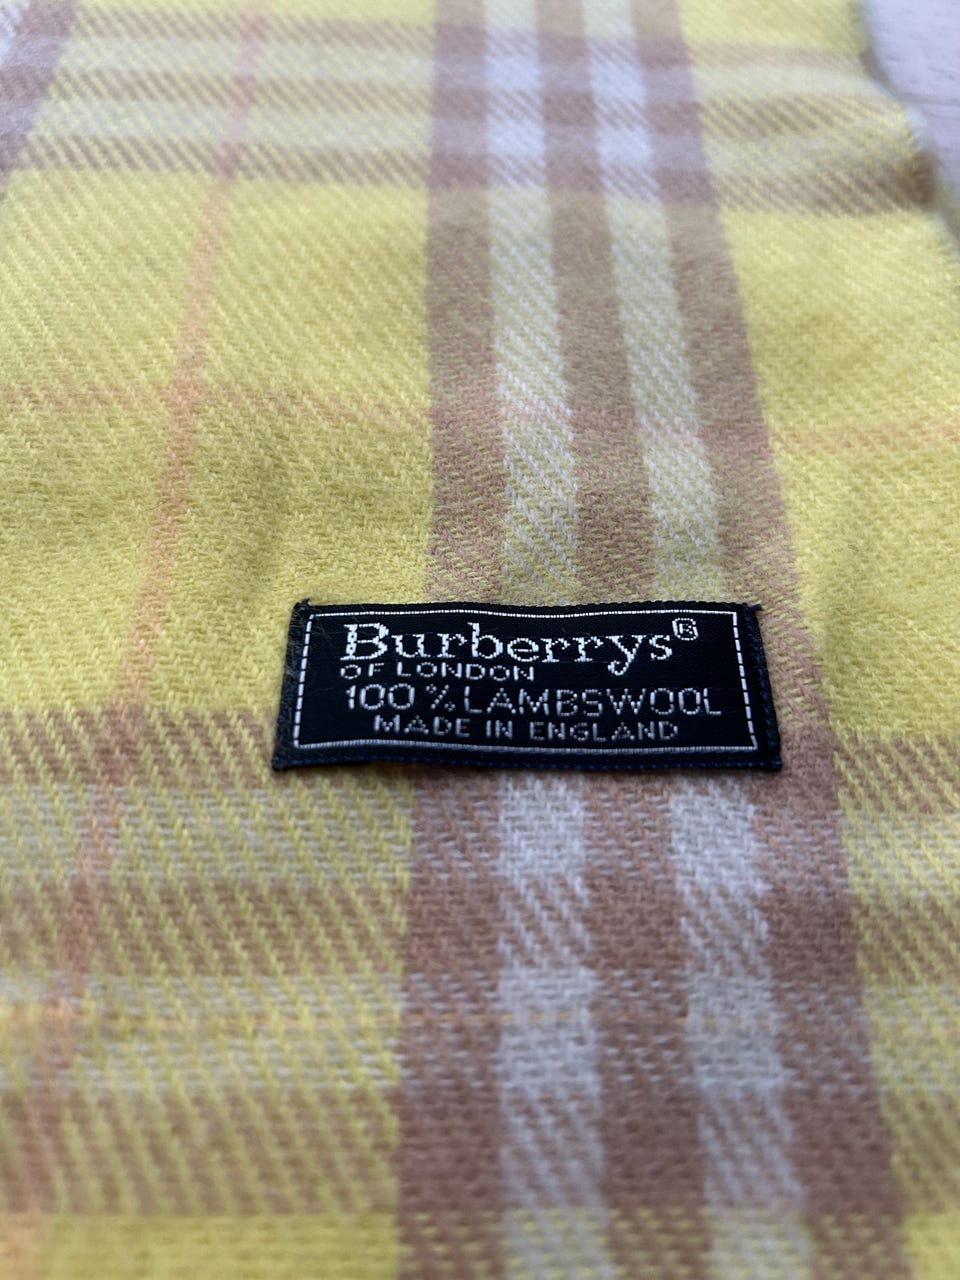 Burberrys®
OF LONDON
100% LAMBSWOOL
MADE IN ENGLAND